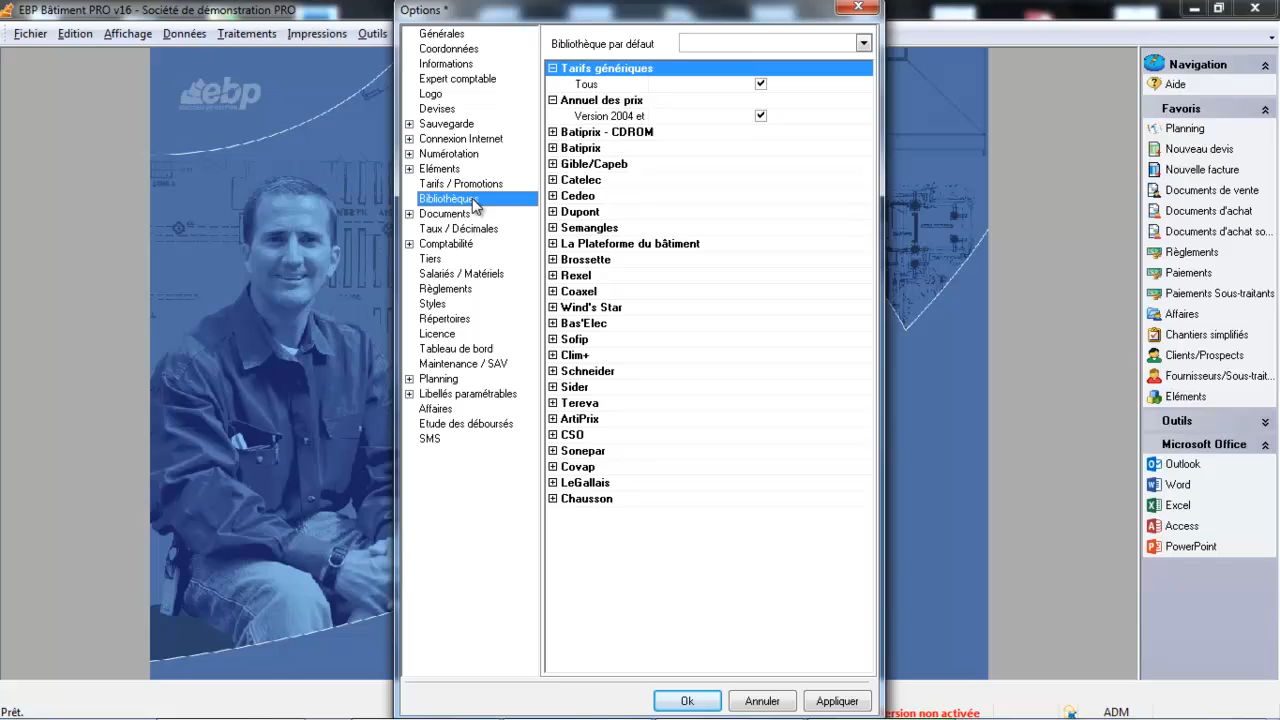 EBP Bâtiment PRO v16 - Société de démonstration PRO
Fichier Edition Affichage Données Traitements Impressions Outils
ebp
Options *
Générales
Coordonnées
Informations
Expert comptable
Logo
Devises
Sauvegarde
Connexion Internet
Numérotation
Eléments
Tarifs / Promotions
Bibliothèques
Documents
Taux / Décimales
Comptabilité
Tiers
Salariés / Matériels
Règlements
Styles
Répertoires
Licence
Tableau de bord
Maintenance / SAV
Planning
Libellés paramétrables
Affaires
Etude des déboursés
SMS
Bibliothèque par défaut
Tarifs génériques
Tous
Annuel des prix
Version 2004 et
Batiprix - CDROM
Batiprix
Gible/Capeb
Catelec
Cedeo
Dupont
Semangles
La Plateforme du bâtiment
Brossette
Rexel
Coaxel
Wind's Star
Bas'Elec
Sofip
Clim+
Schneider
Sider
Tereva
ArtiPrix
CSO
Sonepar
Covap
LeGallais
Chausson
Ok Annuler Appliquer
Navigation
Aide
Favoris
Planning
Nouveau devis
Nouvelle facture
Documents de vente
Documents d'achat
Documents d'achat so...
Règlements
Paiements
Paiements Sous-traitants
Affaires
Chantiers simplifiés
Clients/Prospects
Fournisseurs/Sous-trait...
Eléments
Outils
Microsoft Office
Outlook
Word
Excel
Access
PowerPoint
Prêt.
ersion non activée
ADM